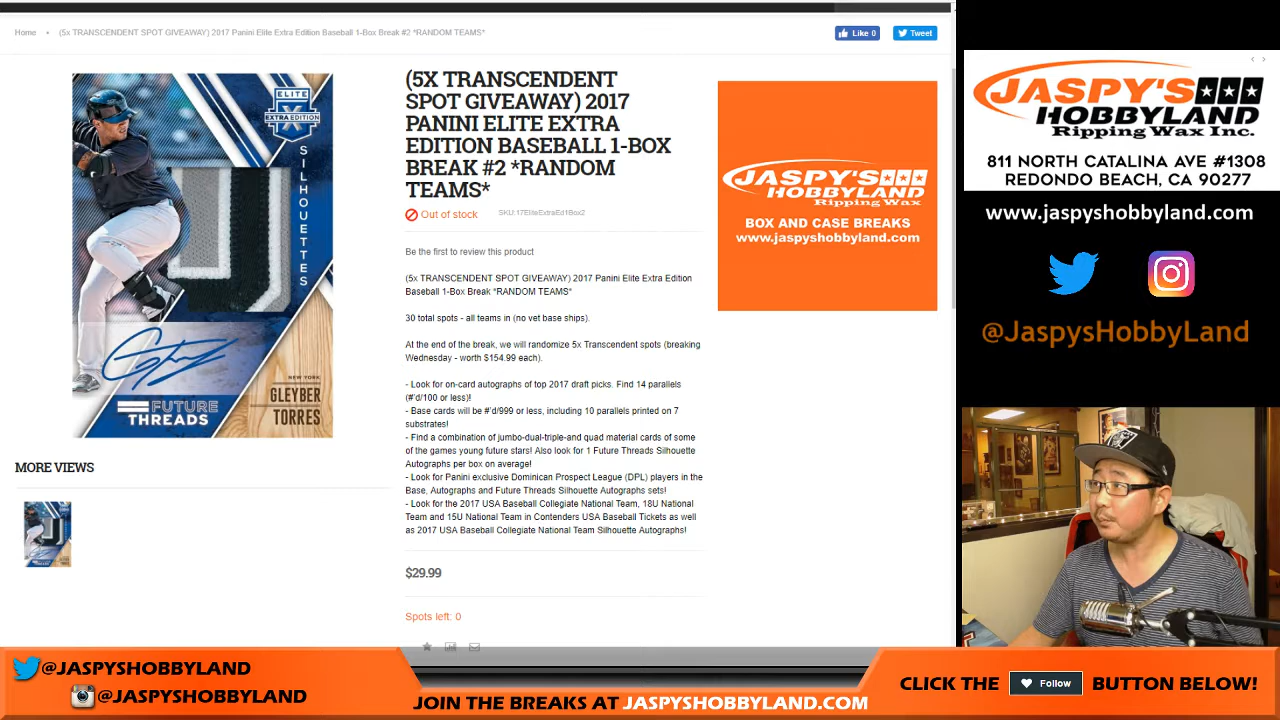 Home • (5x TRANSCENDENT SPOT GIVEAWAY) 2017 Panini Elite Extra Edition Baseball 1-Box Break #2 *RANDOM TEAMS*
Like 0
Tweet
ELITE
X
EXTRA EDITION
SILHOUETTES
NEW YORK
GLEYBER
TORRES
FUTURE
THREADS
MORE VIEWS
(5X TRANSCENDENT
SPOT GIVEAWAY) 2017
PANINI ELITE EXTRA
EDITION BASEBALL 1-BOX
BREAK #2 *RANDOM
TEAMS*
Out of stock
SKU:17EliteExtraEd1Box2
Be the first to review this product
(5x TRANSCENDENT SPOT GIVEAWAY) 2017 Panini Elite Extra Edition
Baseball 1-Box Break *RANDOM TEAMS*
30 total spots - all teams in (no vet base ships).
At the end of the break, we will randomize 5x Transcendent spots (breaking
Wednesday - worth $154.99 each).
- Look for on-card autographs of top 2017 draft picks. Find 14 parallels
(#'d/100 or less)!
- Base cards will be #'d/999 or less, including 10 parallels printed on 7
substrates!
- Find a combination of jumbo-dual-triple-and quad material cards of some
of the games young future stars! Also look for 1 Future Threads Silhouette
Autographs per box on average!
- Look for Panini exclusive Dominican Prospect League (DPL) players in the
Base, Autographs and Future Threads Silhouette Autographs sets!
- Look for the 2017 USA Baseball Collegiate National Team, 18U National
Team and 15U National Team in Contenders USA Baseball Tickets as well
as 2017 USA Baseball Collegiate National Team Silhouette Autographs!
$29.99
Spots left: 0
JASPY'S
HOBBYLAND
Ripping Wax
BOX AND CASE BREAKS
www.jaspyshobbyland.com
JASPY'S
HOBBYLAND
Ripping Wax Inc.
811 NORTH CATALINA AVE #1308
REDONDO BEACH, CA 90277
www.jaspyshobbyland.com
@JaspysHobbyLand
@JASPYSHOBBYLAND
@JASPYSHOBBYLAND
JOIN THE BREAKS AT JASPYSHOBBYLAND.COM
CLICK THE Follow BUTTON BELOW!